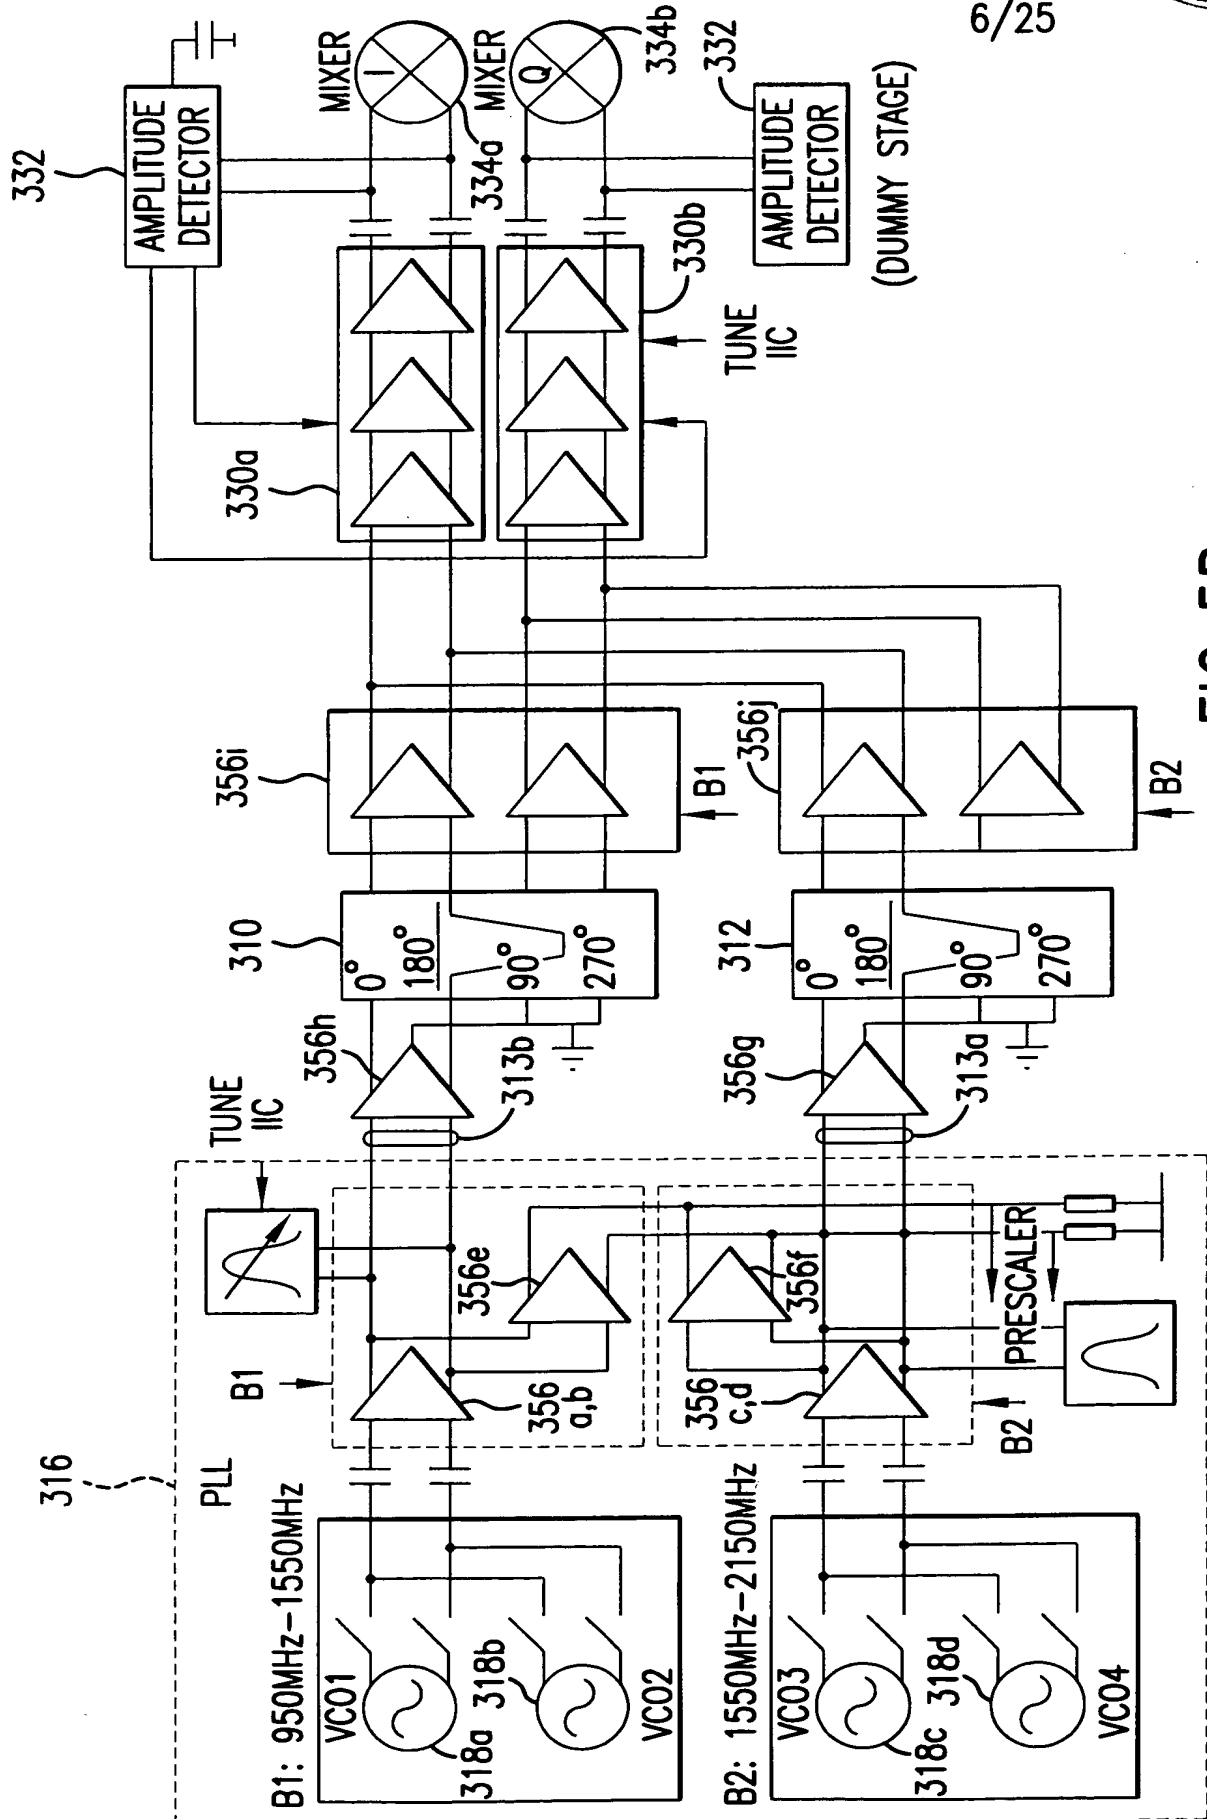 6/25
316
PLL
B1: 950MHz-1550MHz
VCO1
318a
318b
VCO2
B2: 1550MHz-2150MHz
VCO3
318c
318d
VCO4
B1
TUNE
IIC
356
a,b
356e
356
c,d
356f
B2
PRESCALER
356h
313b
356g
313a
310
0°
180°
90°
270°
312
0°
180°
90°
270°
356i
B1
356j
B2
330a
330b
TUNE
IIC
332
AMPLITUDE
DETECTOR
MIXER
I
334a
MIXER
Q
334b
332
AMPLITUDE
DETECTOR
(DUMMY STAGE)